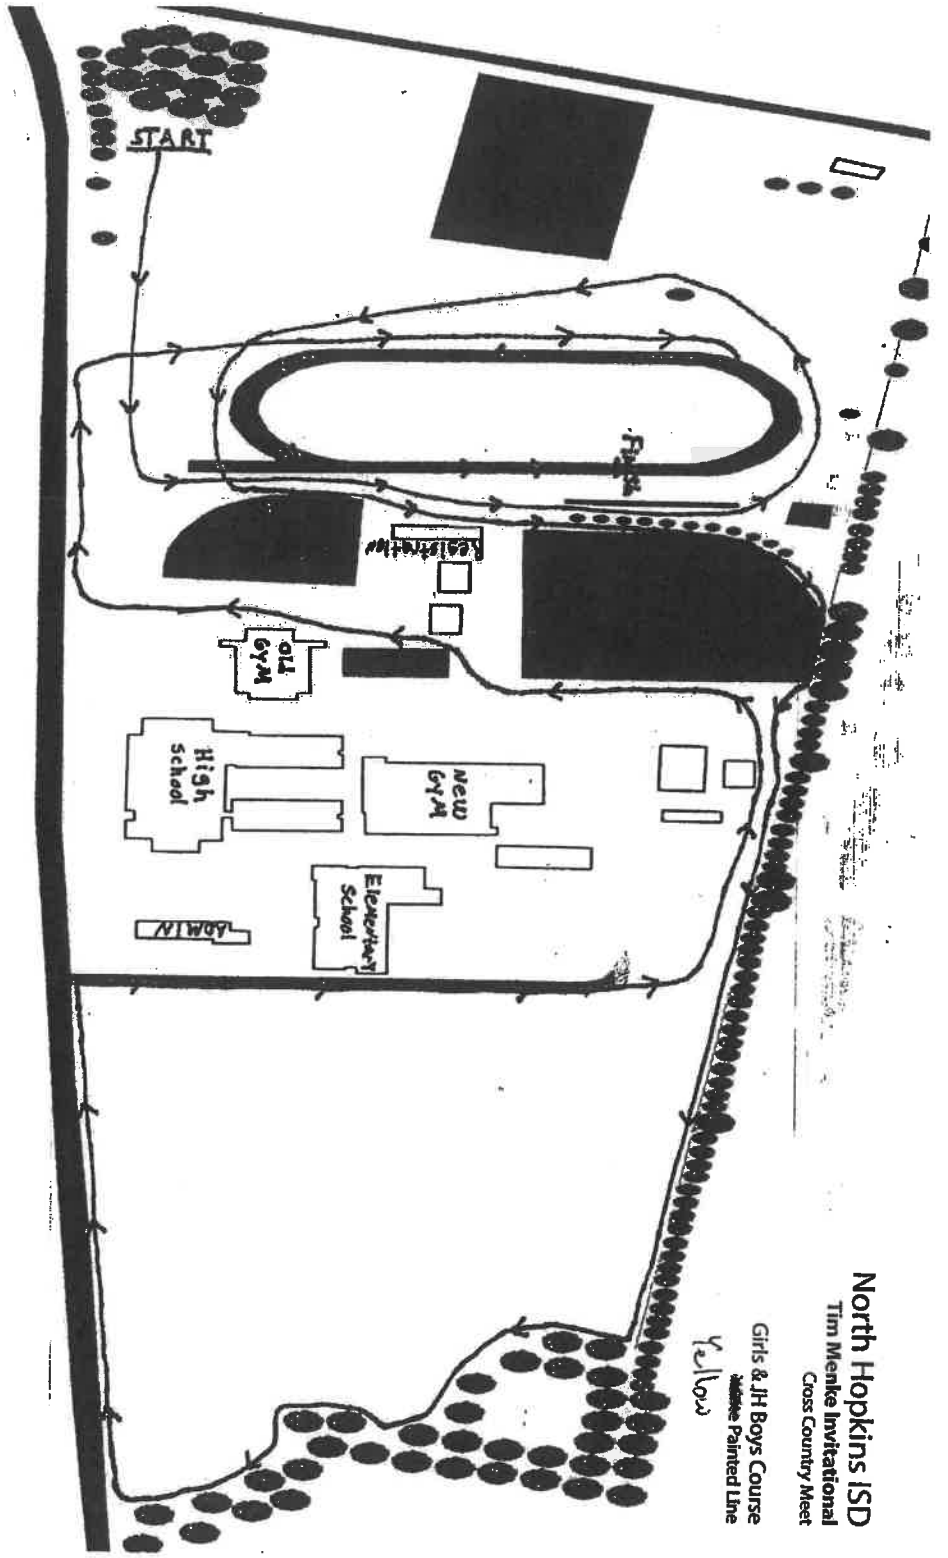 North Hopkins ISD
Tim Menke Invitational
Cross Country Meet
Girls & JH Boys Course
Painted Line
Yellow
START
Finish
Registration
OLD
GYM
High
School
NEW
GYM
Elementary
School
ADMIN